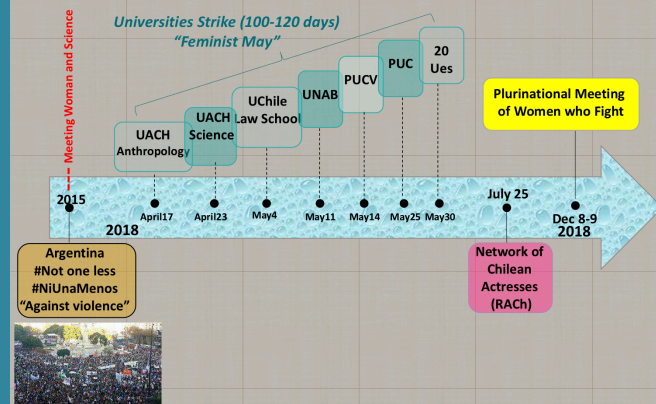 Universities Strike (100-120 days)
“Feminist May”
Meeting Woman and Science
UACH
Anthropology
UACH
Science
UChile
Law School
UNAB
PUCV
PUC
20
Ues
Plurinational Meeting
of Women who Fight
2015
2018
April17
April23
May4
May11
May14
May25
May30
July 25
Dec 8-9
2018
Argentina
#Not one less
#NiUnaMenos
“Against violence”
Network of
Chilean
Actresses
(RACh)